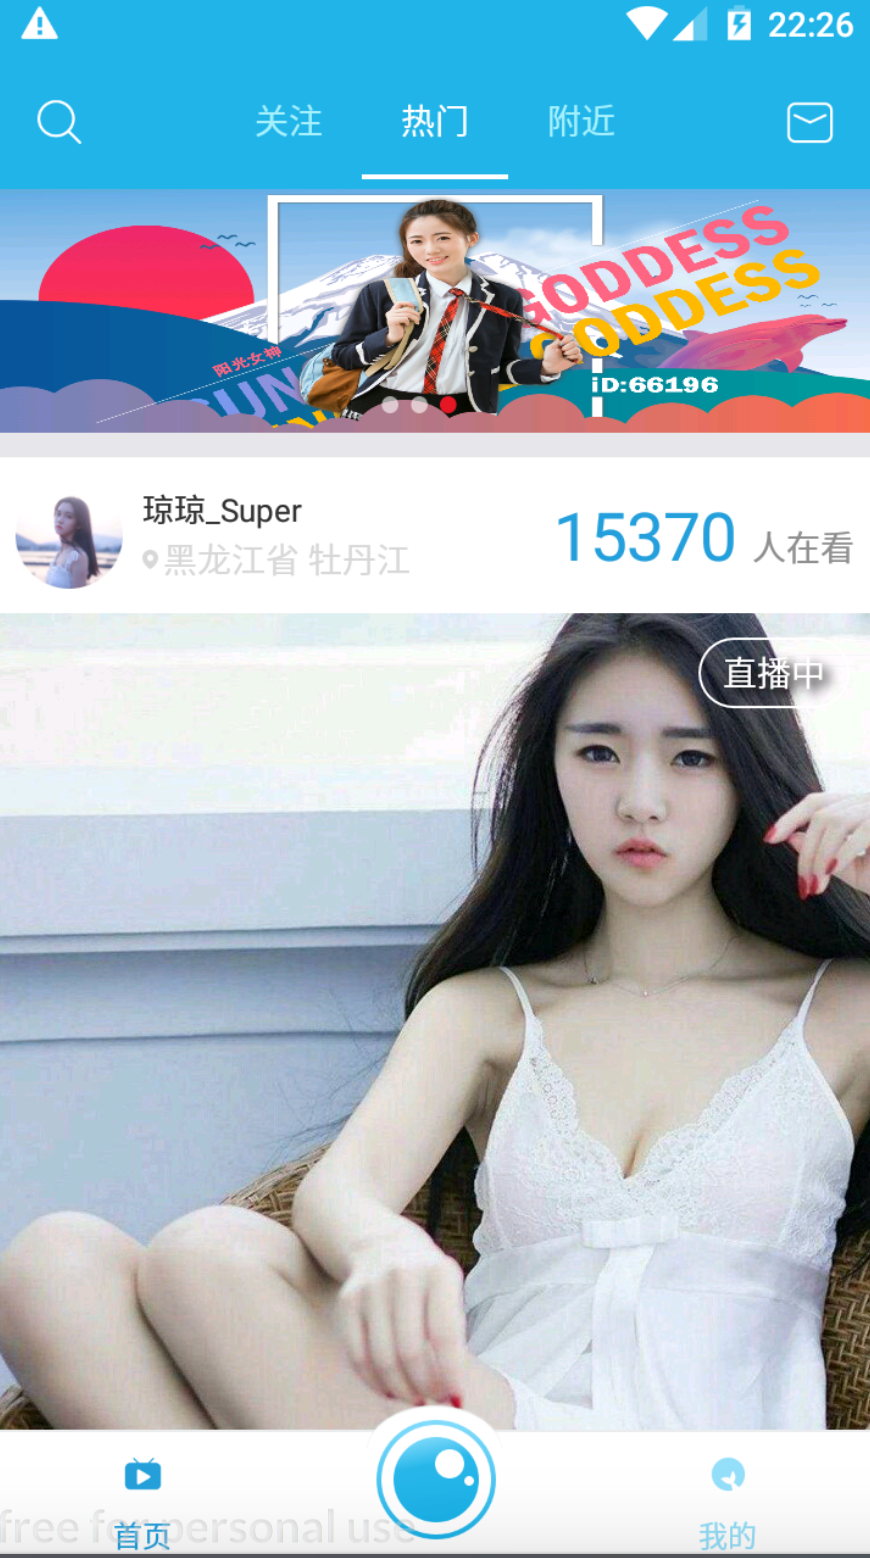 22:26
关注 热门 附近
GODDESS
GODDESS
阳光女神
SUN
iD:66196
琼琼_Super
黑龙江省 牡丹江
15370 人在看
直播中
首页 我的
free for personal use